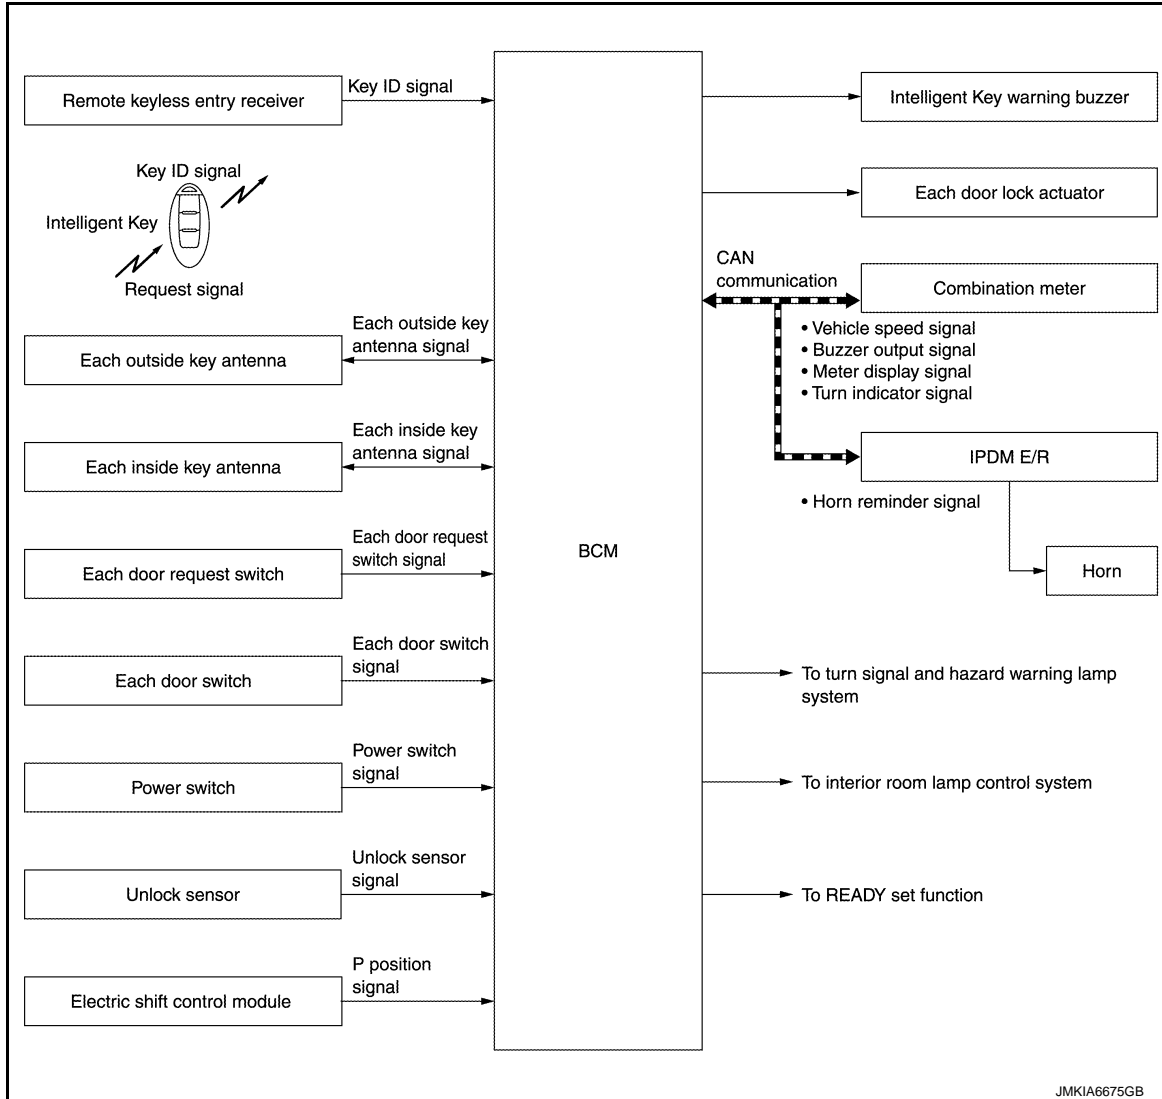 Remote keyless entry receiver
Key ID signal
Key ID signal
Intelligent Key
Request signal
Each outside key antenna
Each outside key
antenna signal
Each inside key antenna
Each inside key
antenna signal
Each door request switch
Each door request
switch signal
Each door switch
Each door switch
signal
Power switch
Power switch
signal
Unlock sensor
Unlock sensor
signal
Electric shift control module
P position
signal
BCM
Intelligent Key warning buzzer
Each door lock actuator
CAN
communication
Combination meter
• Vehicle speed signal
• Buzzer output signal
• Meter display signal
• Turn indicator signal
IPDM E/R
• Horn reminder signal
Horn
To turn signal and hazard warning lamp
system
To interior room lamp control system
To READY set function
JMKIA6675GB